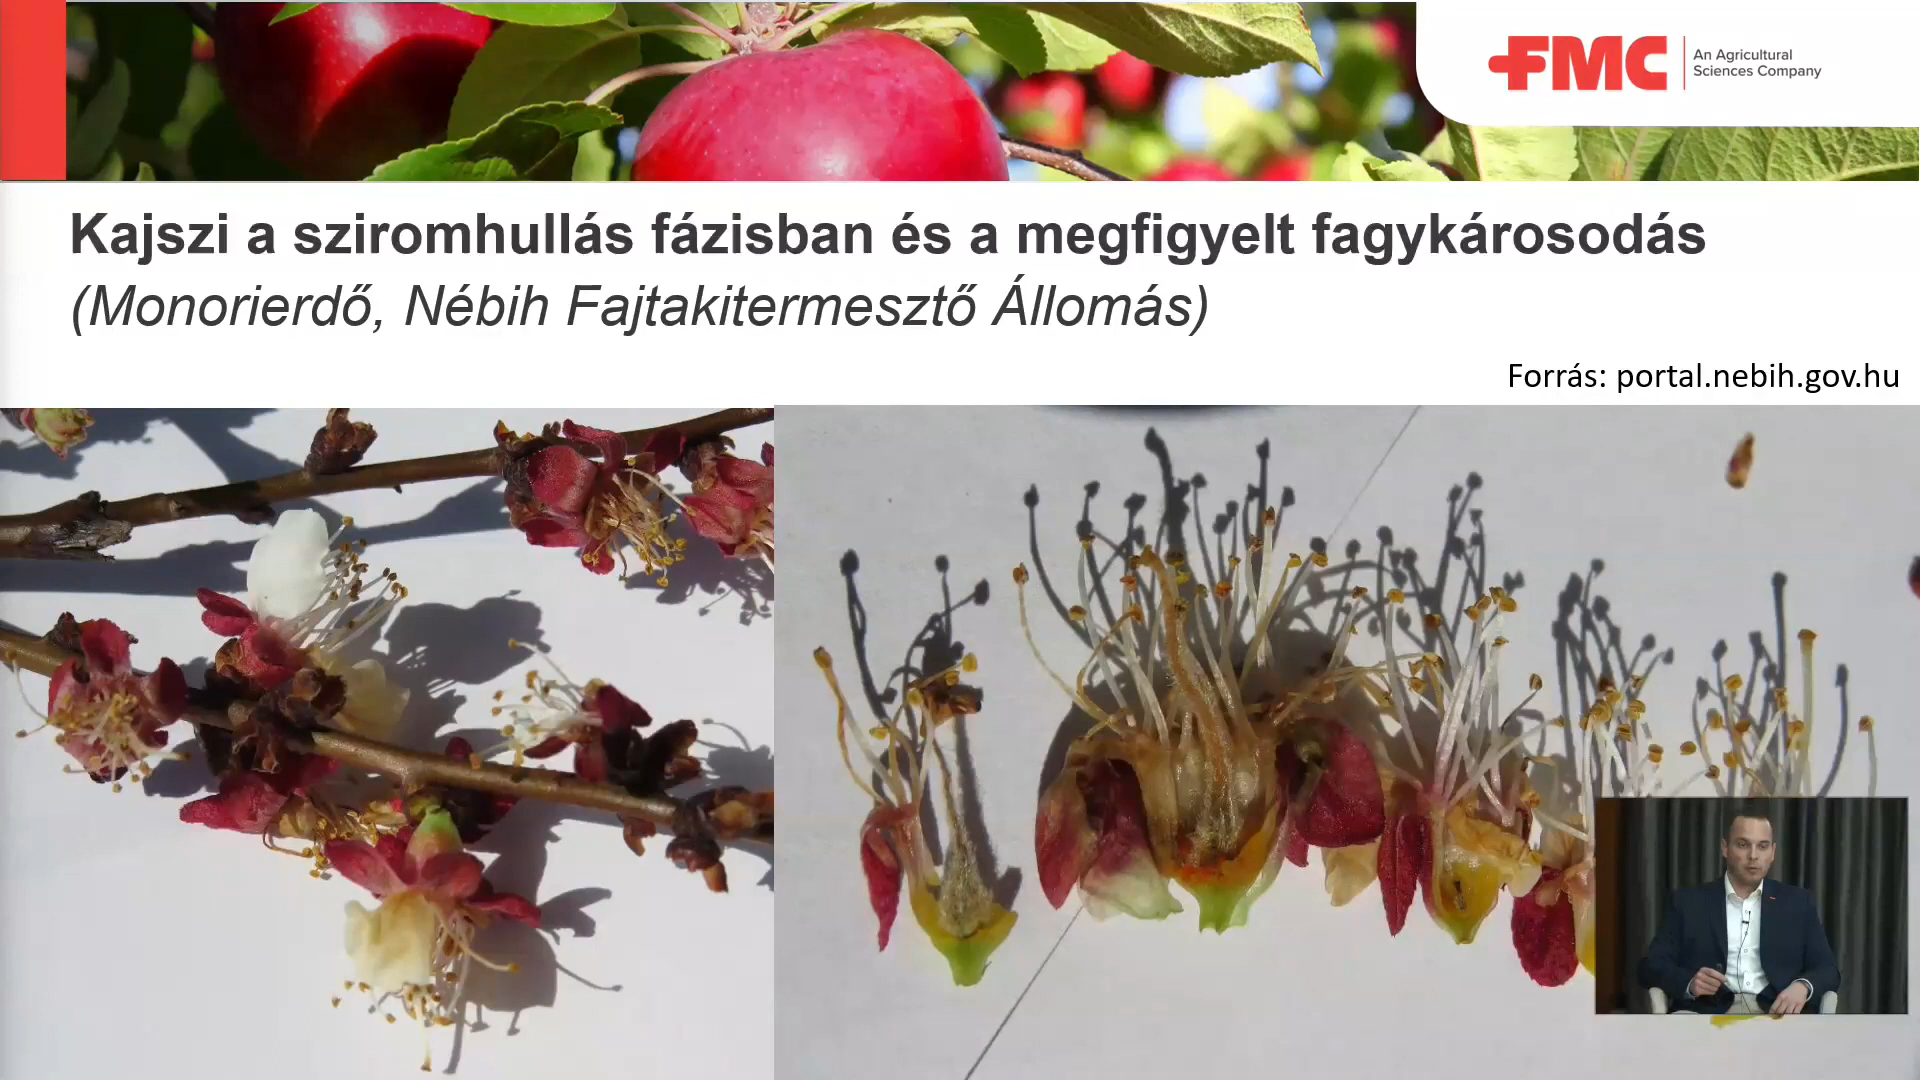 FMC
An Agricultural
Sciences Company
Kajszi a sziromhullás fázisban és a megfigyelt fagykárosodás
(Monorierdő, Nébih Fajtakitermesztő Állomás)
Forrás: portal.nebih.gov.hu